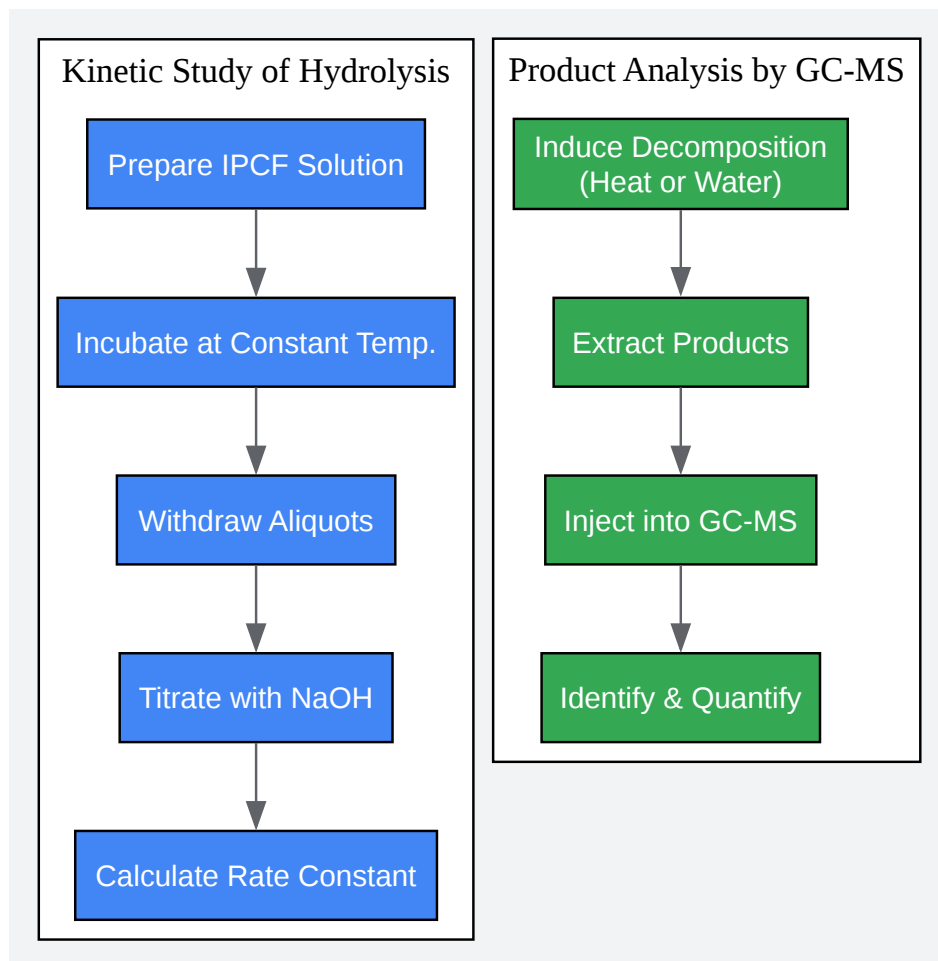 Kinetic Study of Hydrolysis
Prepare IPCF Solution
Incubate at Constant Temp.
Withdraw Aliquots
Titrate with NaOH
Calculate Rate Constant
Product Analysis by GC-MS
Induce Decomposition
(Heat or Water)
Extract Products
Inject into GC-MS
Identify & Quantify